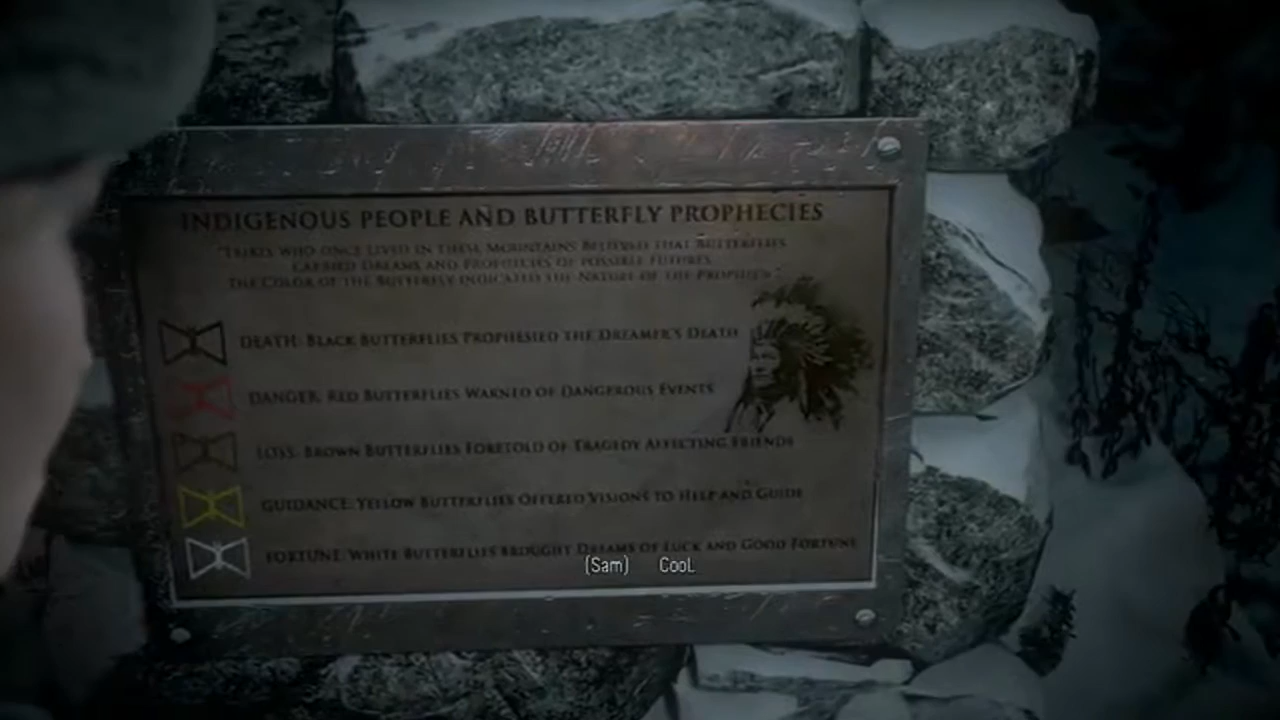 INDIGENOUS PEOPLE AND BUTTERFLY PROPHECIES
"TRIBES WHO ONCE LIVED IN THESE MOUNTAINS BELIEVED THAT BUTTERFLIES
CARRIED DREAMS AND PROPHECIES OF POSSIBLE FUTURES.
THE COLOR OF THE BUTTERFLY INDICATED THE NATURE OF THE PROPHECY."
DEATH: BLACK BUTTERFLIES PROPHESIED THE DREAMER'S DEATH
DANGER: RED BUTTERFLIES WARNED OF DANGEROUS EVENTS
LOSS: BROWN BUTTERFLIES FORETOLD OF TRAGEDY AFFECTING FRIENDS
GUIDANCE: YELLOW BUTTERFLIES OFFERED VISIONS TO HELP AND GUIDE
FORTUNE: WHITE BUTTERFLIES BROUGHT DREAMS OF LUCK AND GOOD FORTUNE
(Sam) Cool.